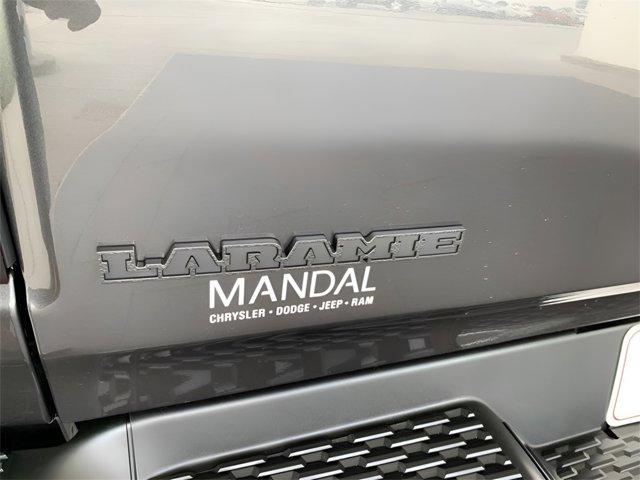 LARAMIE
MANDAL
CHRYSLER • DODGE • JEEP • RAM